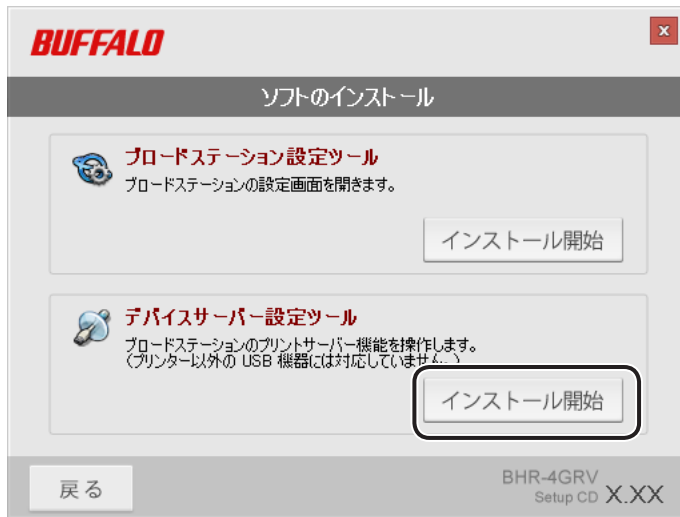 BUFFALO
x
ソフトのインストール
ブロードステーション設定ツール
ブロードステーションの設定画面を開きます。
インストール開始
デバイスサーバー設定ツール
ブロードステーションのプリントサーバー機能を操作します。
(プリンター以外の USB 機器には対応していません。)
インストール開始
戻る
BHR-4GRV
Setup CD X.XX